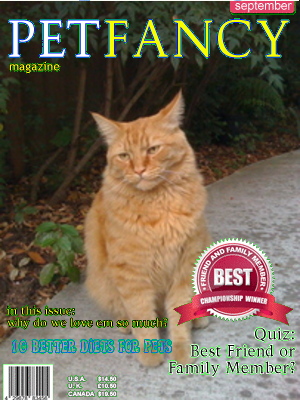 september
PETFANCY
magazine
FRIEND AND FAMILY MEMBER
BEST
CHAMPIONSHIP WINNER
in this issue:
why do we love em so much?
Quiz:
Best Friend or
Family Member?
10 BETTER DIETS FOR PETS
U.S.A. $14.50
U.K. £10.50
CANADA $19.50